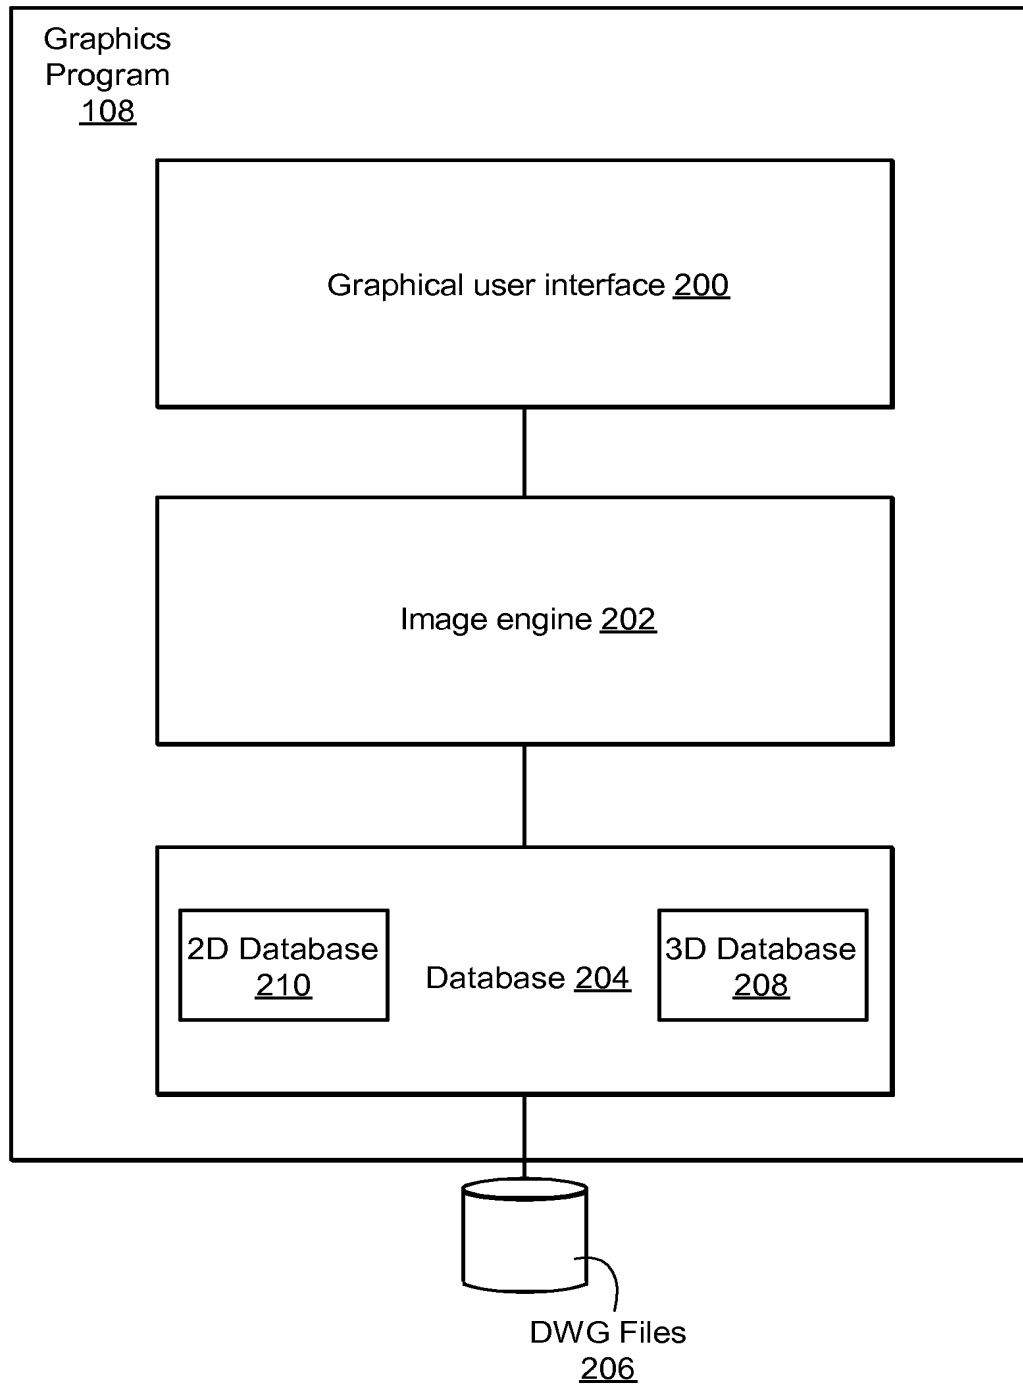 Graphics
Program
108
Graphical user interface 200
Image engine 202
2D Database
210
Database 204
3D Database
208
DWG Files
206